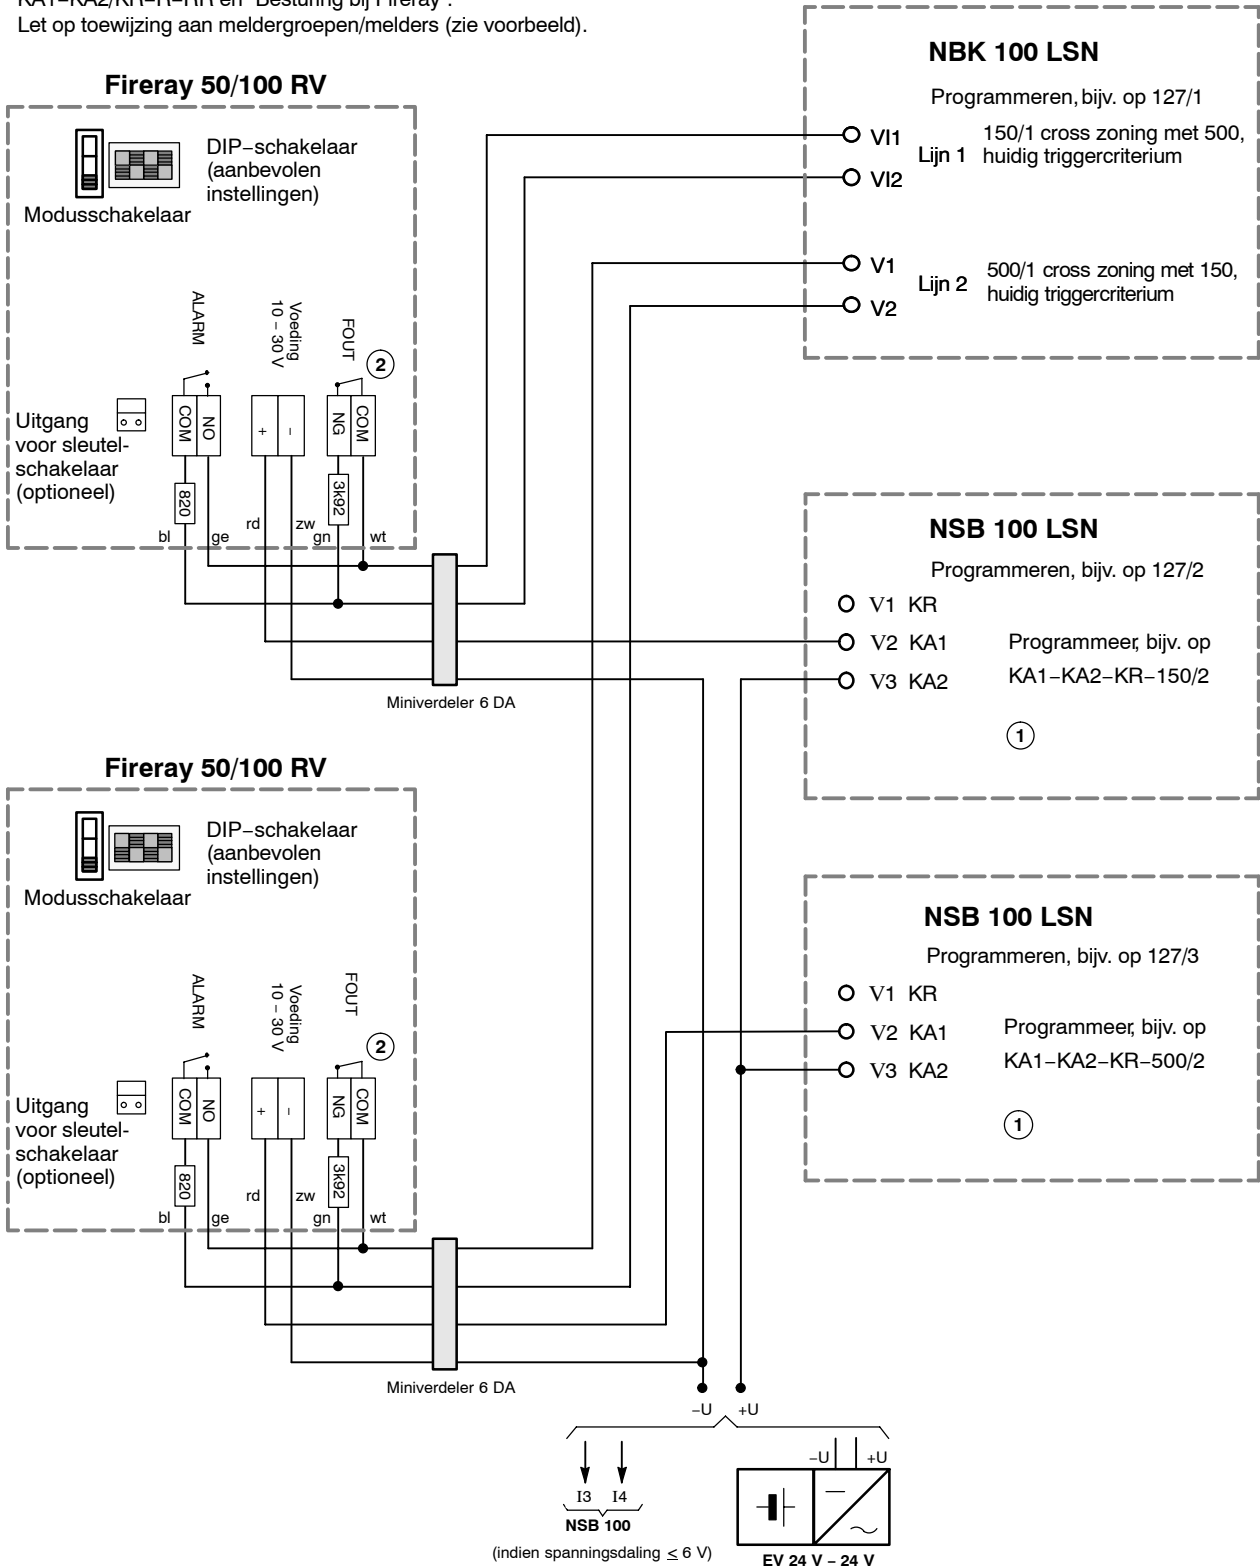 KA1–KA2/KR–R–RR en "Besturing bij Fireray".
Let op toewijzing aan meldergroepen/melders (zie voorbeeld).
Fireray 50/100 RV
DIP–schakelaar
(aanbevolen
instellingen)
Modusschakelaar
ALARM
Voeding
10 – 30 V
FOUT
2
Uitgang
voor sleutel-
schakelaar
(optioneel)
COM
NO
+
–
NG
COM
820
3k92
bl
ge
rd
zw
gn
wt
Miniverdeler 6 DA
NBK 100 LSN
Programmeren, bijv. op 127/1
VI1
VI2
Lijn 1
150/1 cross zoning met 500,
huidig triggercriterium
V1
V2
Lijn 2
500/1 cross zoning met 150,
huidig triggercriterium
NSB 100 LSN
Programmeren, bijv. op 127/2
V1 KR
V2 KA1
V3 KA2
Programmeer, bijv. op
KA1–KA2–KR–150/2
1
Fireray 50/100 RV
DIP–schakelaar
(aanbevolen
instellingen)
Modusschakelaar
ALARM
Voeding
10 – 30 V
FOUT
2
Uitgang
voor sleutel-
schakelaar
(optioneel)
COM
NO
+
–
NG
COM
820
3k92
bl
ge
rd
zw
gn
wt
Miniverdeler 6 DA
NSB 100 LSN
Programmeren, bijv. op 127/3
V1 KR
V2 KA1
V3 KA2
Programmeer, bijv. op
KA1–KA2–KR–500/2
1
–U +U
I3 I4
NSB 100
(indien spanningsdaling ≤ 6 V)
–U +U
EV 24 V – 24 V